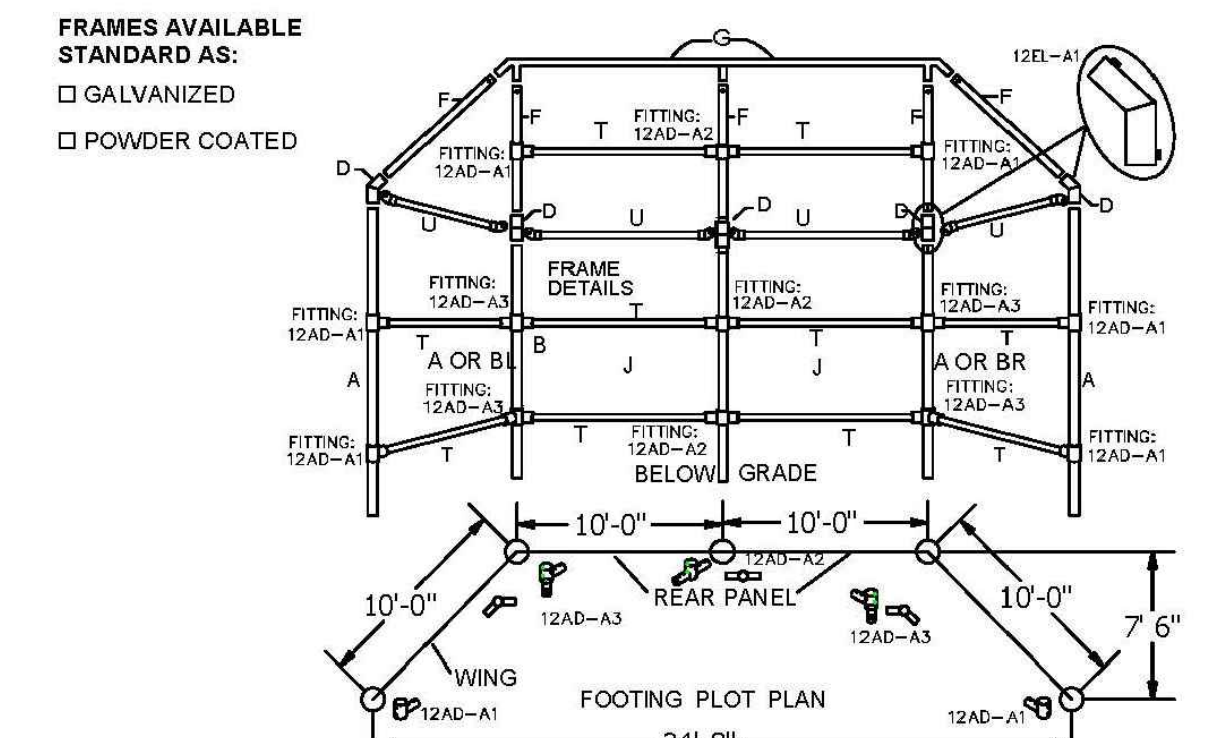 FRAMES AVAILABLE
STANDARD AS:
GALVANIZED
POWDER COATED
G
12EL-A1
F
F
F
F
F
FITTING:
12AD-A2
T
T
FITTING:
12AD-A1
FITTING:
12AD-A1
D
D
D
D
D
U
U
U
U
FRAME
DETAILS
FITTING:
12AD-A3
FITTING:
12AD-A2
FITTING:
12AD-A3
FITTING:
12AD-A1
FITTING:
12AD-A1
T
T
T
T
A OR BL
B
J
J
A OR BR
A
A
FITTING:
12AD-A3
FITTING:
12AD-A3
FITTING:
12AD-A1
FITTING:
12AD-A2
FITTING:
12AD-A1
T
T
T
T
BELOW GRADE
10'-0"
10'-0"
12AD-A2
REAR PANEL
10'-0"
10'-0"
12AD-A3
12AD-A3
7' 6"
WING
FOOTING PLOT PLAN
12AD-A1
12AD-A1